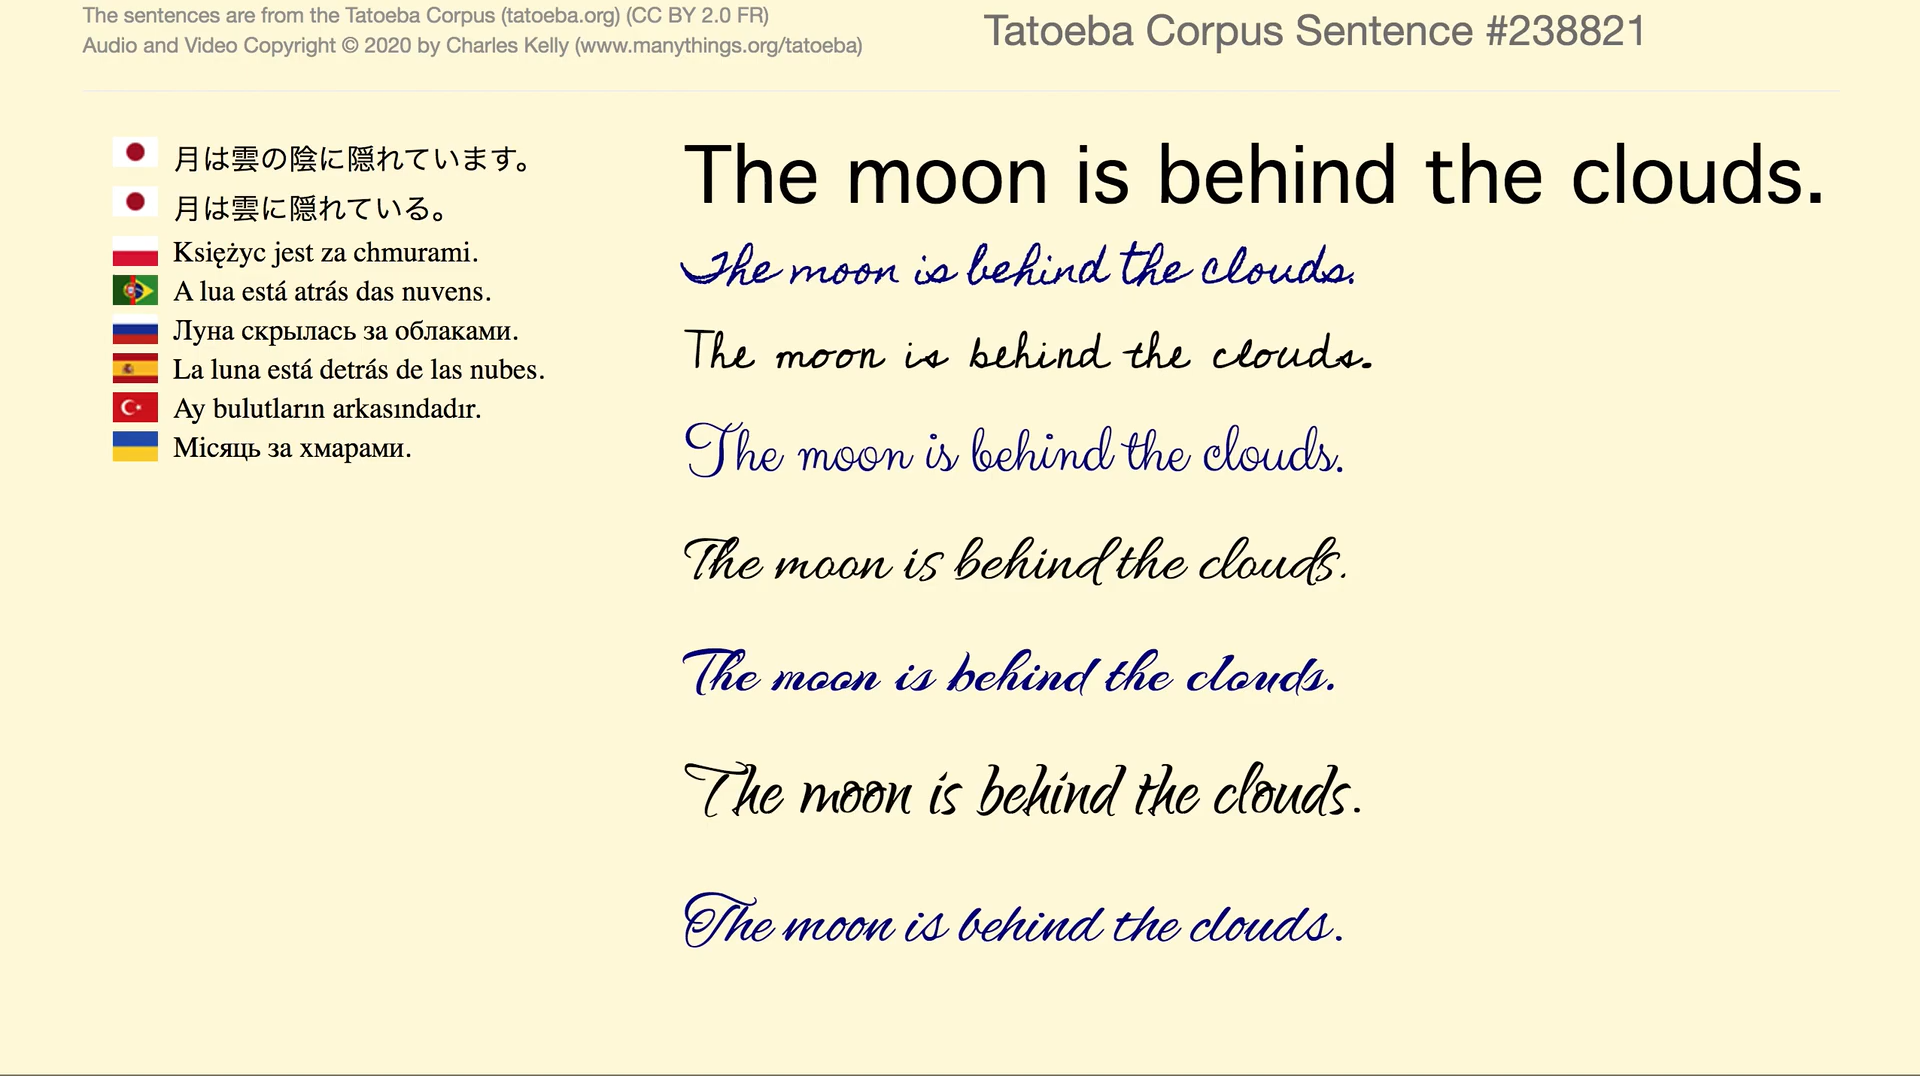 The sentences are from the Tatoeba Corpus (tatoeba.org) (CC BY 2.0 FR)
Audio and Video Copyright © 2020 by Charles Kelly (www.manythings.org/tatoeba)
Tatoeba Corpus Sentence #238821
月は雲の陰に隠れています。
月は雲に隠れている。
Księżyc jest za chmurami.
A lua está atrás das nuvens.
Луна скрылась за облаками.
La luna está detrás de las nubes.
Ay bulutların arkasındadır.
Місяць за хмарами.
The moon is behind the clouds.
The moon is behind the clouds.
The moon is behind the clouds.
The moon is behind the clouds.
The moon is behind the clouds.
The moon is behind the clouds.
The moon is behind the clouds.
The moon is behind the clouds.